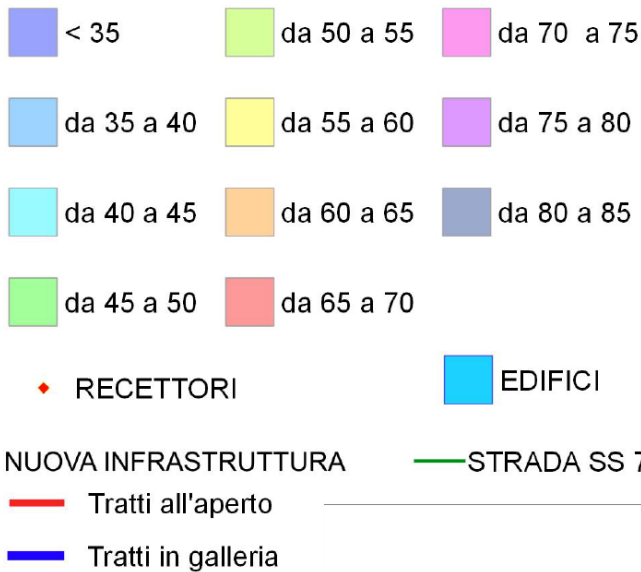 < 35 da 50 a 55 da 70 a 75
da 35 a 40 da 55 a 60 da 75 a 80
da 40 a 45 da 60 a 65 da 80 a 85
da 45 a 50 da 65 a 70
RECETTORI EDIFICI
NUOVA INFRASTRUTTURA STRADA SS 7
Tratti all'aperto
Tratti in galleria